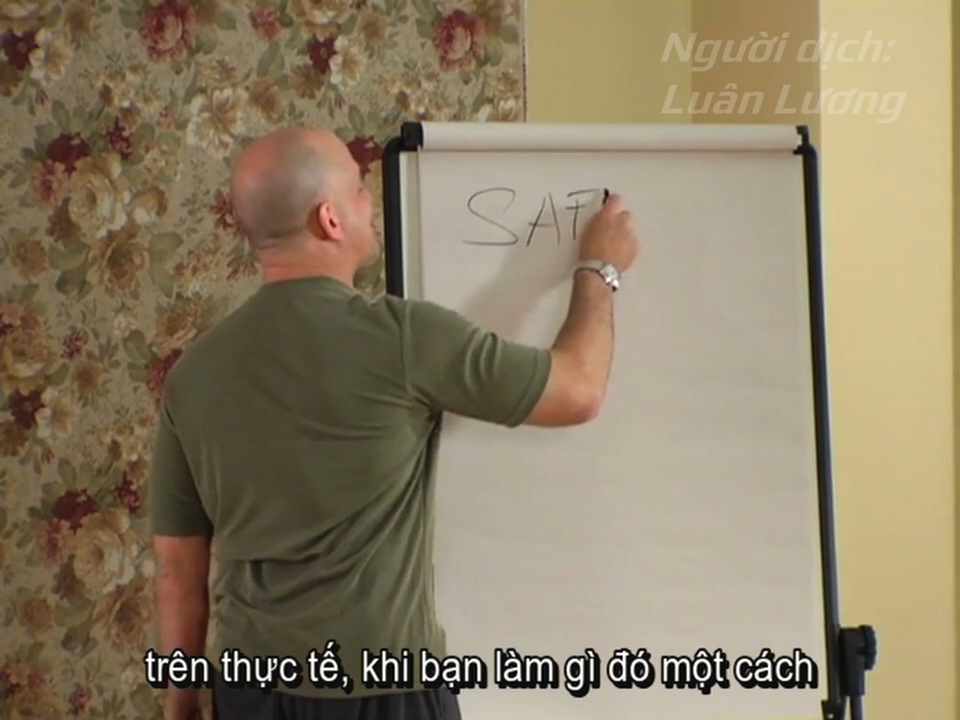 Người dịch:
Luân Lương
SAF
trên thực tế, khi bạn làm gì đó một cách